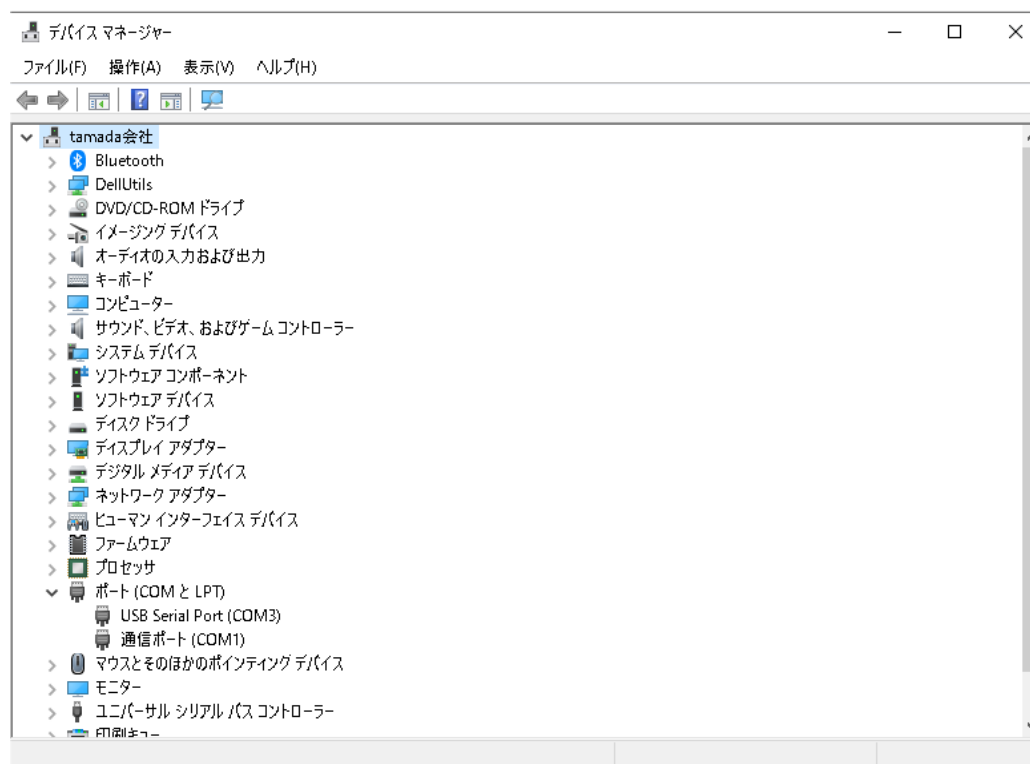 デバイス マネージャー
ファイル(F) 操作(A) 表示(V) ヘルプ(H)
tamada会社
Bluetooth
DellUtils
DVD/CD-ROM ドライブ
イメージング デバイス
オーディオの入力および出力
キーボード
コンピューター
サウンド、ビデオ、およびゲーム コントローラー
システム デバイス
ソフトウェア コンポーネント
ソフトウェア デバイス
ディスク ドライブ
ディスプレイ アダプター
デジタル メディア デバイス
ネットワーク アダプター
ヒューマン インターフェイス デバイス
ファームウェア
プロセッサ
ポート (COM と LPT)
USB Serial Port (COM3)
通信ポート (COM1)
マウスとそのほかのポインティング デバイス
モニター
ユニバーサル シリアル バス コントローラー
印刷キュー